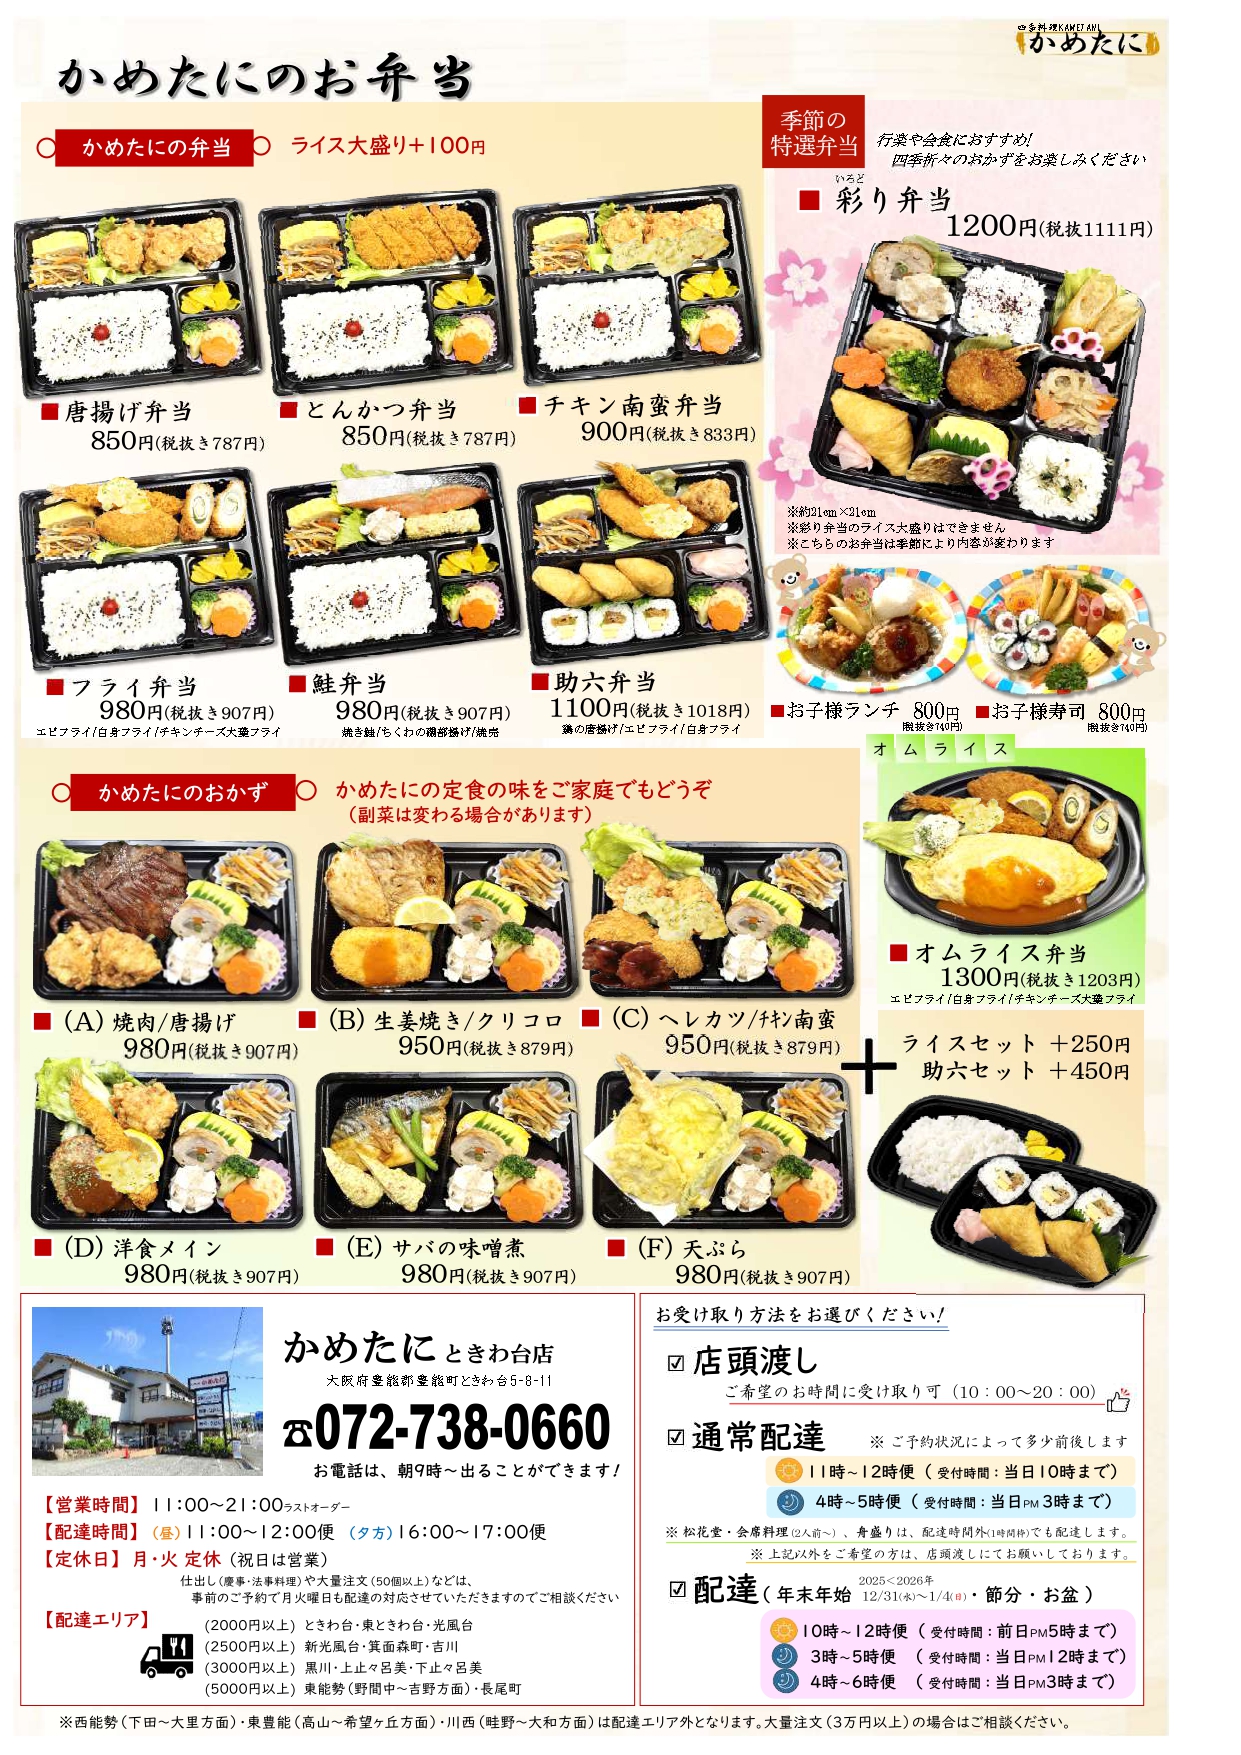 四季料理KAMETANI
かめたに
かめたにのお弁当
かめたにの弁当
ライス大盛り+100円
季節の
特選弁当
行楽や会食におすすめ!
四季折々のおかずをお楽しみください
いろど
■ 彩り弁当
1200円(税抜1111円)
■唐揚げ弁当
850円(税抜き787円)
■とんかつ弁当
850円(税抜き787円)
■チキン南蛮弁当
900円(税抜き833円)
※約21cm×21cm
※彩り弁当のライス大盛りはできません
※こちらのお弁当は季節により内容が変わります
■フライ弁当
980円(税抜き907円)
エビフライ/白身フライ/チキンチーズ大葉フライ
■鮭弁当
980円(税抜き907円)
焼き鮭/ちくわの磯部揚げ/焼売
■助六弁当
1100円(税抜き1018円)
鶏の唐揚げ/エビフライ/白身フライ
■お子様ランチ 800円
(税抜き740円)
■お子様寿司 800円
(税抜き740円)
かめたにのおかず
かめたにの定食の味をご家庭でもどうぞ
(副菜は変わる場合があります)
オムライス
■オムライス弁当
1300円(税抜き1203円)
エビフライ/白身フライ/チキンチーズ大葉フライ
■ (A) 焼肉/唐揚げ
980円(税抜き907円)
■ (B) 生姜焼き/クリコロ
950円(税抜き879円)
■ (C) ヘレカツ/チキン南蛮
950円(税抜き879円)
+
ライスセット +250円
助六セット +450円
■ (D) 洋食メイン
980円(税抜き907円)
■ (E) サバの味噌煮
980円(税抜き907円)
■ (F) 天ぷら
980円(税抜き907円)
かめたに ときわ台店
大阪府豊能郡豊能町ときわ台5-8-11
☎072-738-0660
お電話は、朝9時~出ることができます!
【営業時間】 11:00~21:00ラストオーダー
【配達時間】 (昼)11:00~12:00便 (夕方)16:00~17:00便
【定休日】 月・火 定休 (祝日は営業)
仕出し(慶事・法事料理)や大量注文(50個以上)などは、
事前のご予約で月火曜日も配達の対応させていただきますのでご相談ください
【配達エリア】
(2000円以上) ときわ台・東ときわ台・光風台
(2500円以上) 新光風台・箕面森町・吉川
(3000円以上) 黒川・上止々呂美・下止々呂美
(5000円以上) 東能勢(野間中~吉野方面)・長尾町
お受け取り方法をお選びください!
☑ 店頭渡し
ご希望のお時間に受け取り可 (10:00~20:00)
☑ 通常配達 ※ ご予約状況によって多少前後します
11時~12時便 ( 受付時間:当日10時まで)
4時~5時便 ( 受付時間:当日PM3時まで)
※ 松花堂・会席料理(2人前~) 、舟盛りは、配達時間外(1時間枠)でも配達します。
※ 上記以外をご希望の方は、店頭渡しにてお願いしております。
☑ 配達( 年末年始 2025<2026年 12/31(水)~1/4(日)・節分・お盆 )
10時~12時便 ( 受付時間:前日PM5時まで)
3時~5時便 ( 受付時間:当日PM12時まで)
4時~6時便 ( 受付時間:当日PM3時まで)
※西能勢(下田~大里方面)・東豊能(高山~希望ヶ丘方面)・川西(畦野~大和方面)は配達エリア外となります。大量注文(3万円以上)の場合はご相談ください。